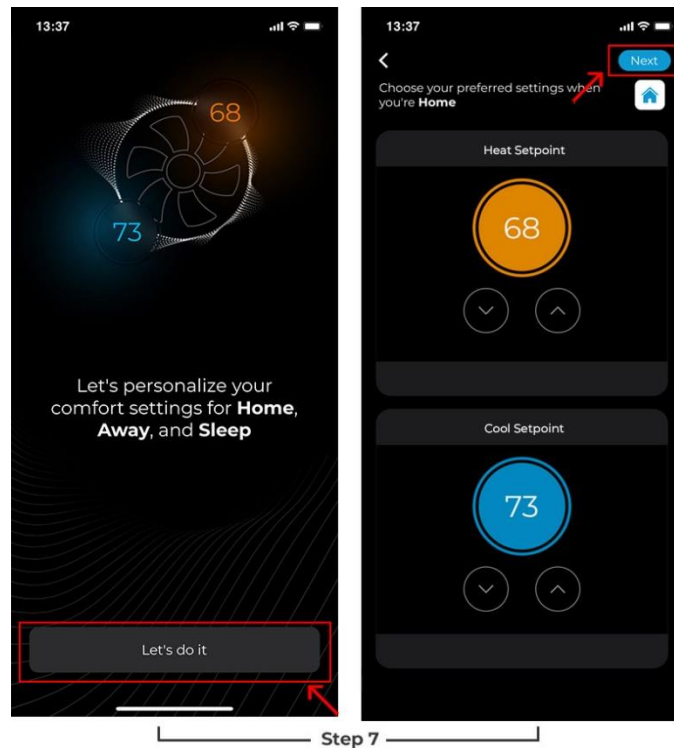 13:37
68
73
Let's personalize your
comfort settings for Home,
Away, and Sleep
Let's do it
13:37
Next
Choose your preferred settings when
you're Home
Heat Setpoint
68
Cool Setpoint
73
Step 7